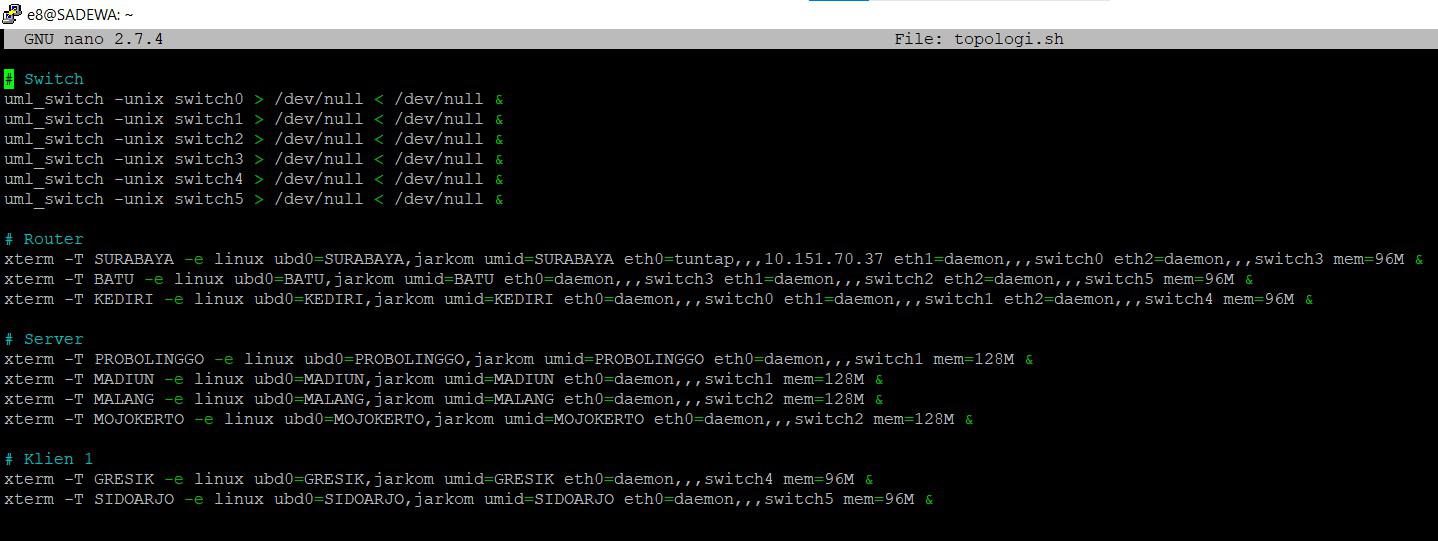 e8@SADEWA: ~
GNU nano 2.7.4 File: topologi.sh
# Switch
uml_switch -unix switch0 > /dev/null < /dev/null &
uml_switch -unix switch1 > /dev/null < /dev/null &
uml_switch -unix switch2 > /dev/null < /dev/null &
uml_switch -unix switch3 > /dev/null < /dev/null &
uml_switch -unix switch4 > /dev/null < /dev/null &
uml_switch -unix switch5 > /dev/null < /dev/null &
# Router
xterm -T SURABAYA -e linux ubd0=SURABAYA,jarkom umid=SURABAYA eth0=tuntap,,,10.151.70.37 eth1=daemon,,,switch0 eth2=daemon,,,switch3 mem=96M &
xterm -T BATU -e linux ubd0=BATU,jarkom umid=BATU eth0=daemon,,,switch3 eth1=daemon,,,switch2 eth2=daemon,,,switch5 mem=96M &
xterm -T KEDIRI -e linux ubd0=KEDIRI,jarkom umid=KEDIRI eth0=daemon,,,switch0 eth1=daemon,,,switch1 eth2=daemon,,,switch4 mem=96M &
# Server
xterm -T PROBOLINGGO -e linux ubd0=PROBOLINGGO,jarkom umid=PROBOLINGGO eth0=daemon,,,switch1 mem=128M &
xterm -T MADIUN -e linux ubd0=MADIUN,jarkom umid=MADIUN eth0=daemon,,,switch1 mem=128M &
xterm -T MALANG -e linux ubd0=MALANG,jarkom umid=MALANG eth0=daemon,,,switch2 mem=128M &
xterm -T MOJOKERTO -e linux ubd0=MOJOKERTO,jarkom umid=MOJOKERTO eth0=daemon,,,switch2 mem=128M &
# Klien 1
xterm -T GRESIK -e linux ubd0=GRESIK,jarkom umid=GRESIK eth0=daemon,,,switch4 mem=96M &
xterm -T SIDOARJO -e linux ubd0=SIDOARJO,jarkom umid=SIDOARJO eth0=daemon,,,switch5 mem=96M &